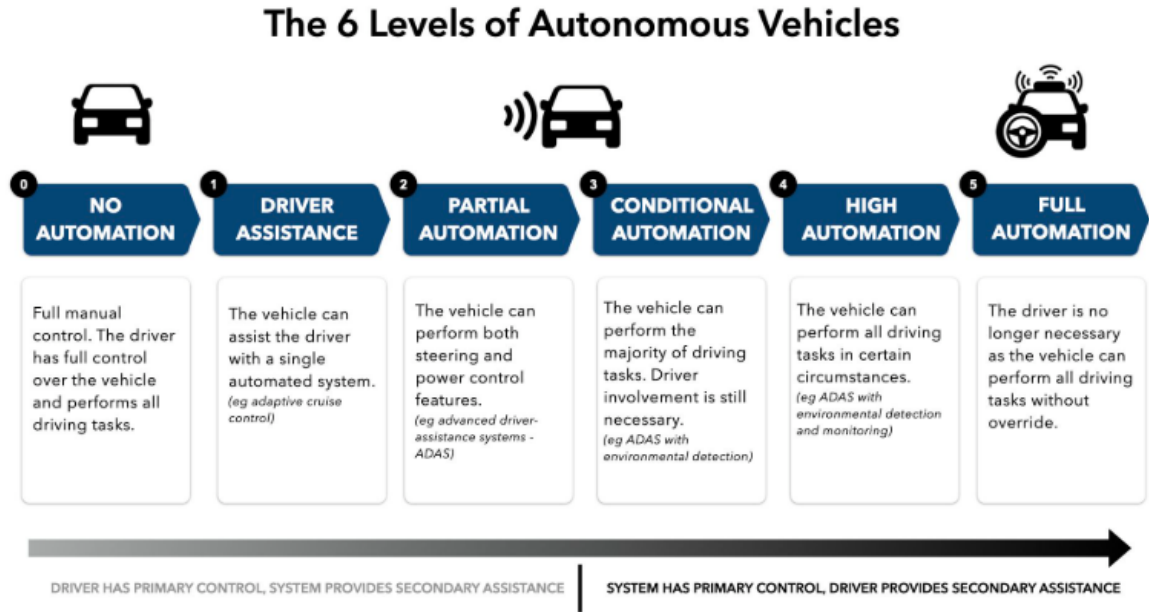 The 6 Levels of Autonomous Vehicles
0
NO
AUTOMATION
Full manual
control. The driver
has full control
over the vehicle
and performs all
driving tasks.
1
DRIVER
ASSISTANCE
The vehicle can
assist the driver
with a single
automated system.
(eg adaptive cruise
control)
2
PARTIAL
AUTOMATION
The vehicle can
perform both
steering and
power control
features.
(eg advanced driver-
assistance systems -
ADAS)
3
CONDITIONAL
AUTOMATION
The vehicle can
perform the
majority of driving
tasks. Driver
involvement is still
necessary.
(eg ADAS with
environmental detection)
4
HIGH
AUTOMATION
The vehicle can
perform all driving
tasks in certain
circumstances.
(eg ADAS with
environmental detection
and monitoring)
5
FULL
AUTOMATION
The driver is no
longer necessary
as the vehicle can
perform all driving
tasks without
override.
DRIVER HAS PRIMARY CONTROL, SYSTEM PROVIDES SECONDARY ASSISTANCE
SYSTEM HAS PRIMARY CONTROL, DRIVER PROVIDES SECONDARY ASSISTANCE